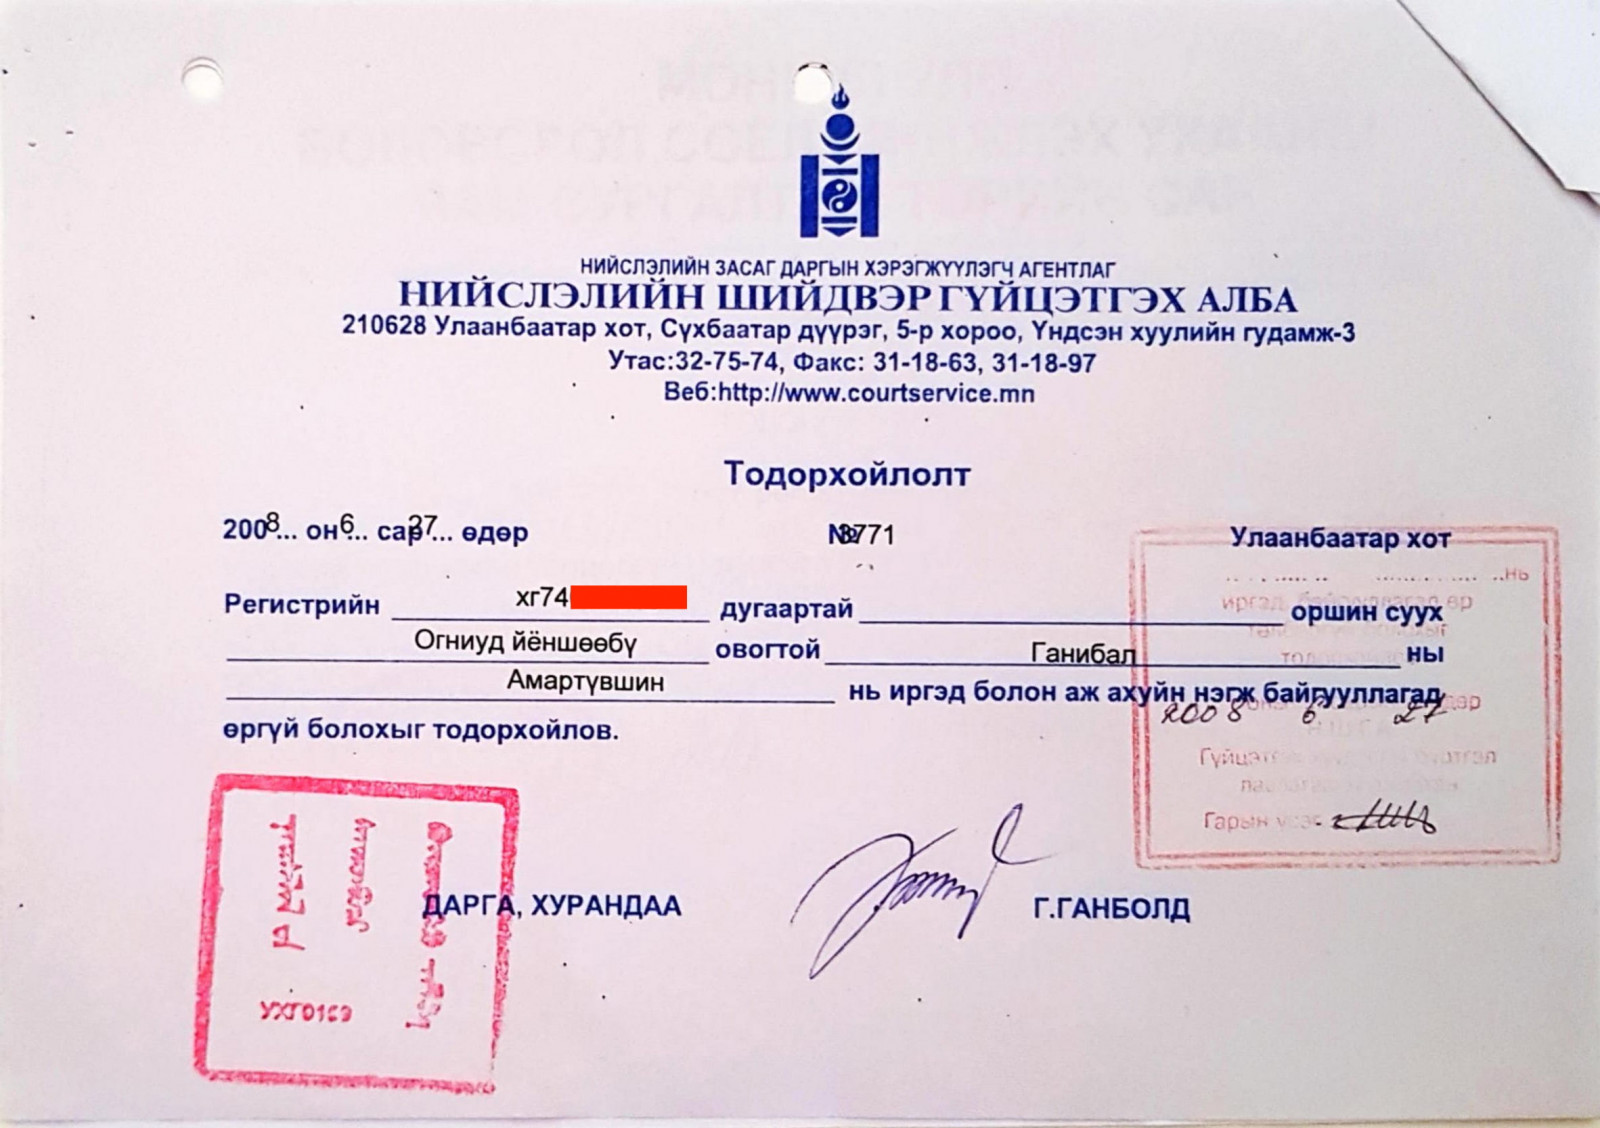 НИЙСЛЭЛИЙН ЗАСАГ ДАРГЫН ХЭРЭГЖҮҮЛЭГЧ АГЕНТЛАГ
НИЙСЛЭЛИЙН ШИЙДВЭР ГҮЙЦЭТГЭХ АЛБА
210628 Улаанбаатар хот, Сүхбаатар дүүрэг, 5-р хороо, Үндсэн хуулийн гудамж-3
Утас:32-75-74, Факс: 31-18-63, 31-18-97
Веб:http://www.courtservice.mn
Тодорхойлолт
2008... он6... сар27... өдөр №3771 Улаанбаатар хот
Регистрийн хг74 дугаартай оршин суух
Огниуд йёншөөбү овогтой Ганибал ны
Амартүвшин нь иргэд болон аж ахуйн нэгж байгууллагад
өргүй болохыг тодорхойлов.
2008 6 27
Гарын
ДАРГА, ХУРАНДАА Г.ГАНБОЛД
УХГ0159